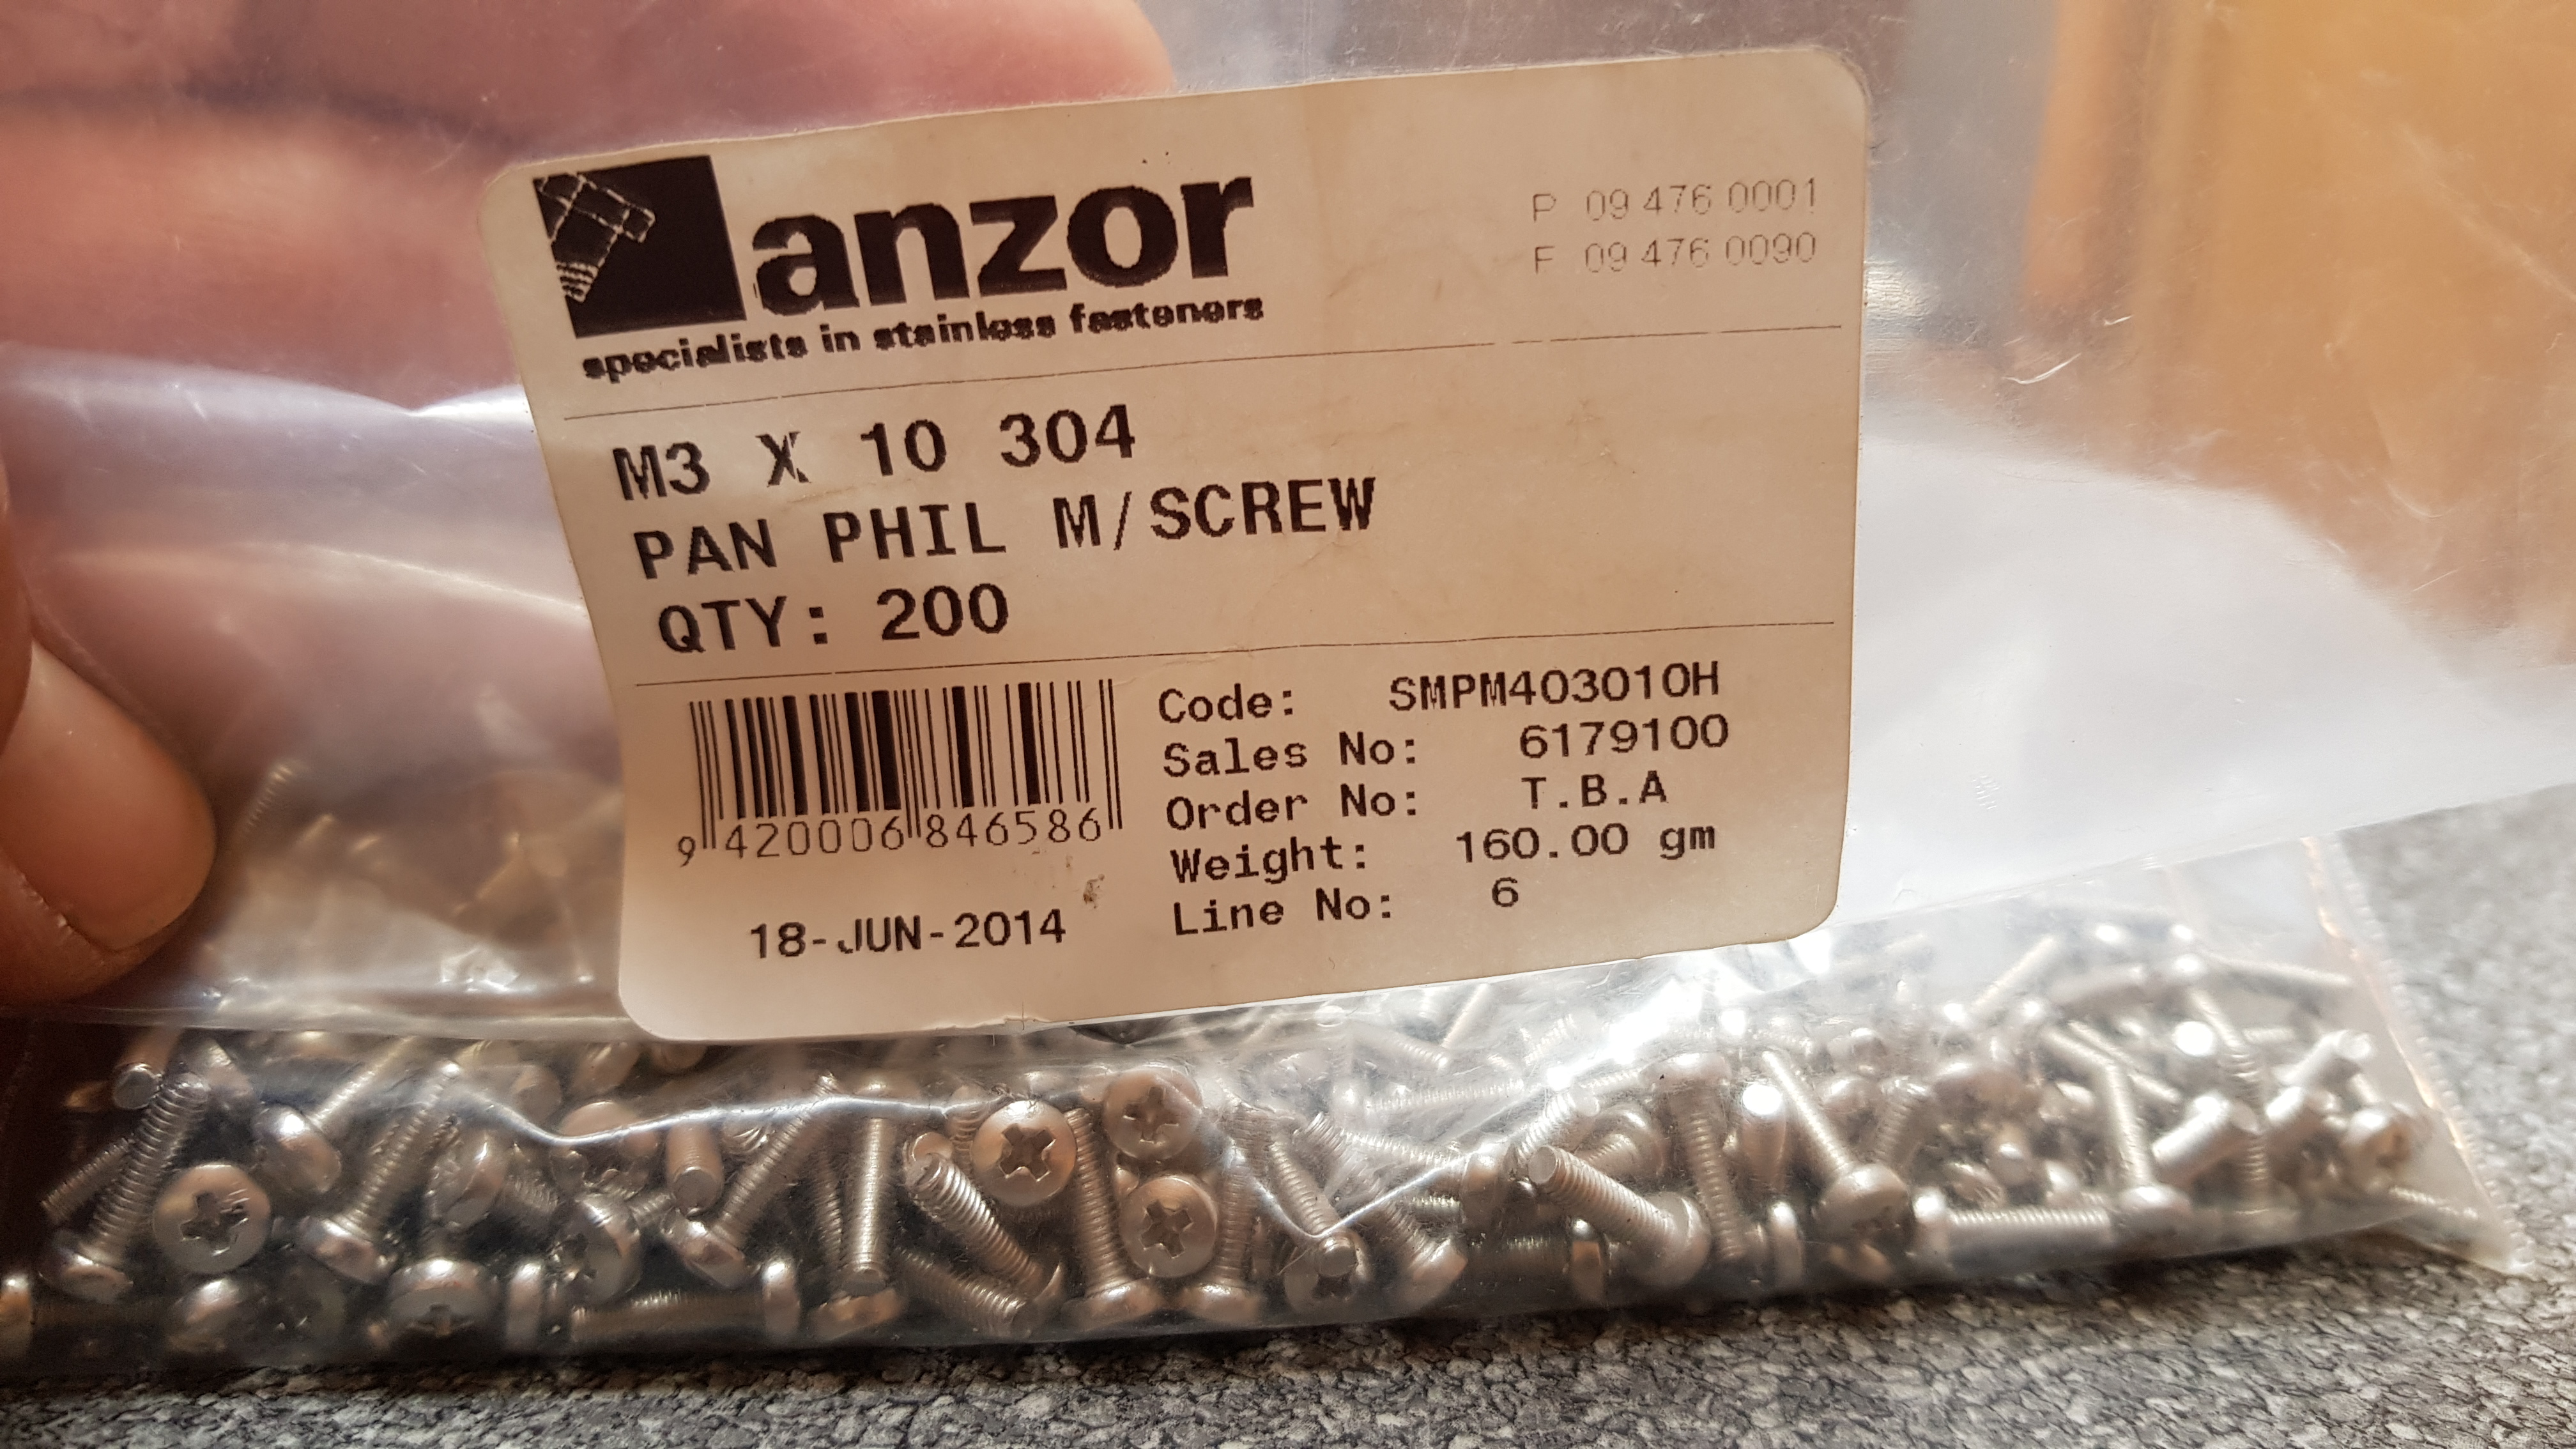 anzor
specialists in stainless fasteners
P 09 476 0001
F 09 476 0090
M3 X 10 304
PAN PHIL M/SCREW
QTY: 200
9 420006 846586
18-JUN-2014
Code: SMPM403010H
Sales No: 6179100
Order No: T.B.A
Weight: 160.00 gm
Line No: 6